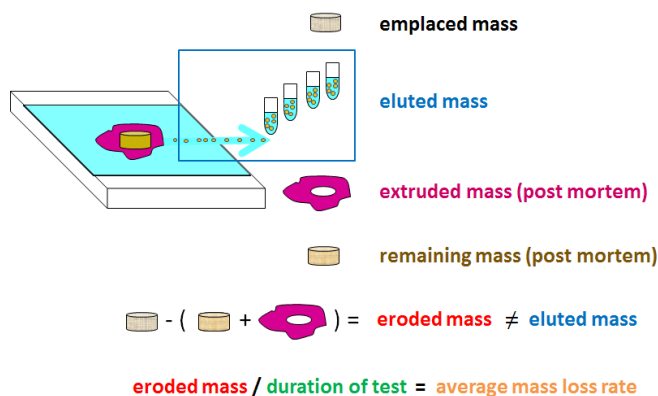 emplaced mass
eluted mass
extruded mass (post mortem)
remaining mass (post mortem)
- ( + ) = eroded mass ≠ eluted mass
eroded mass / duration of test = average mass loss rate